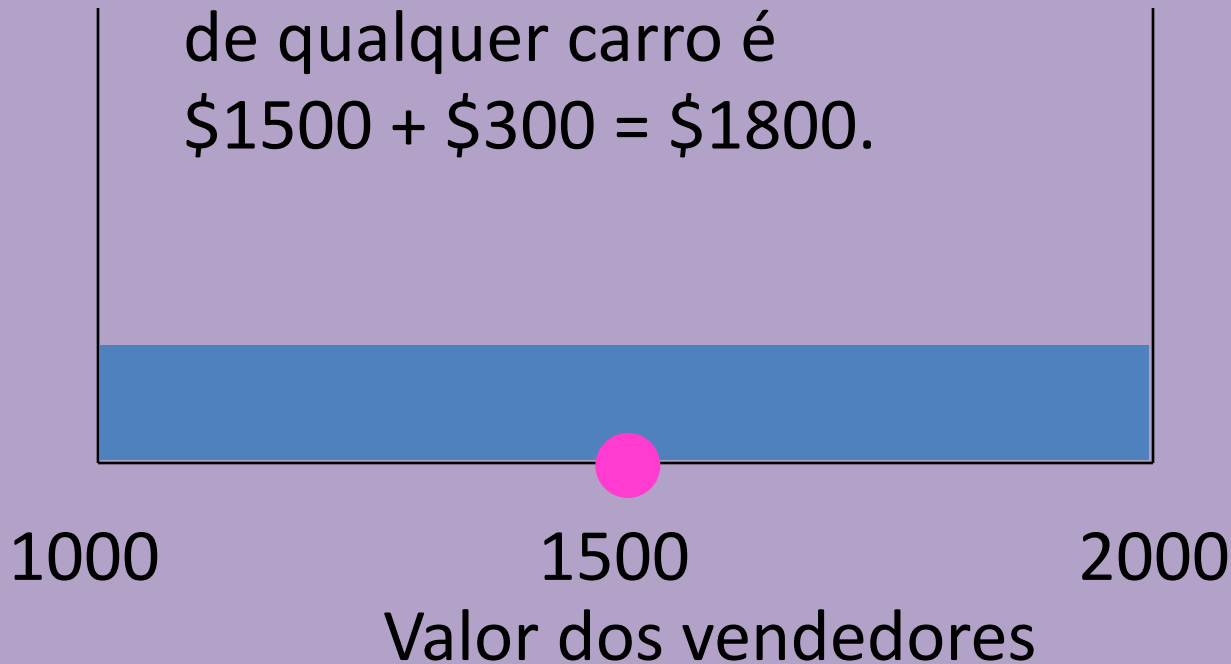 de qualquer carro é
$1500 + $300 = $1800.
1000 1500 2000
Valor dos vendedores